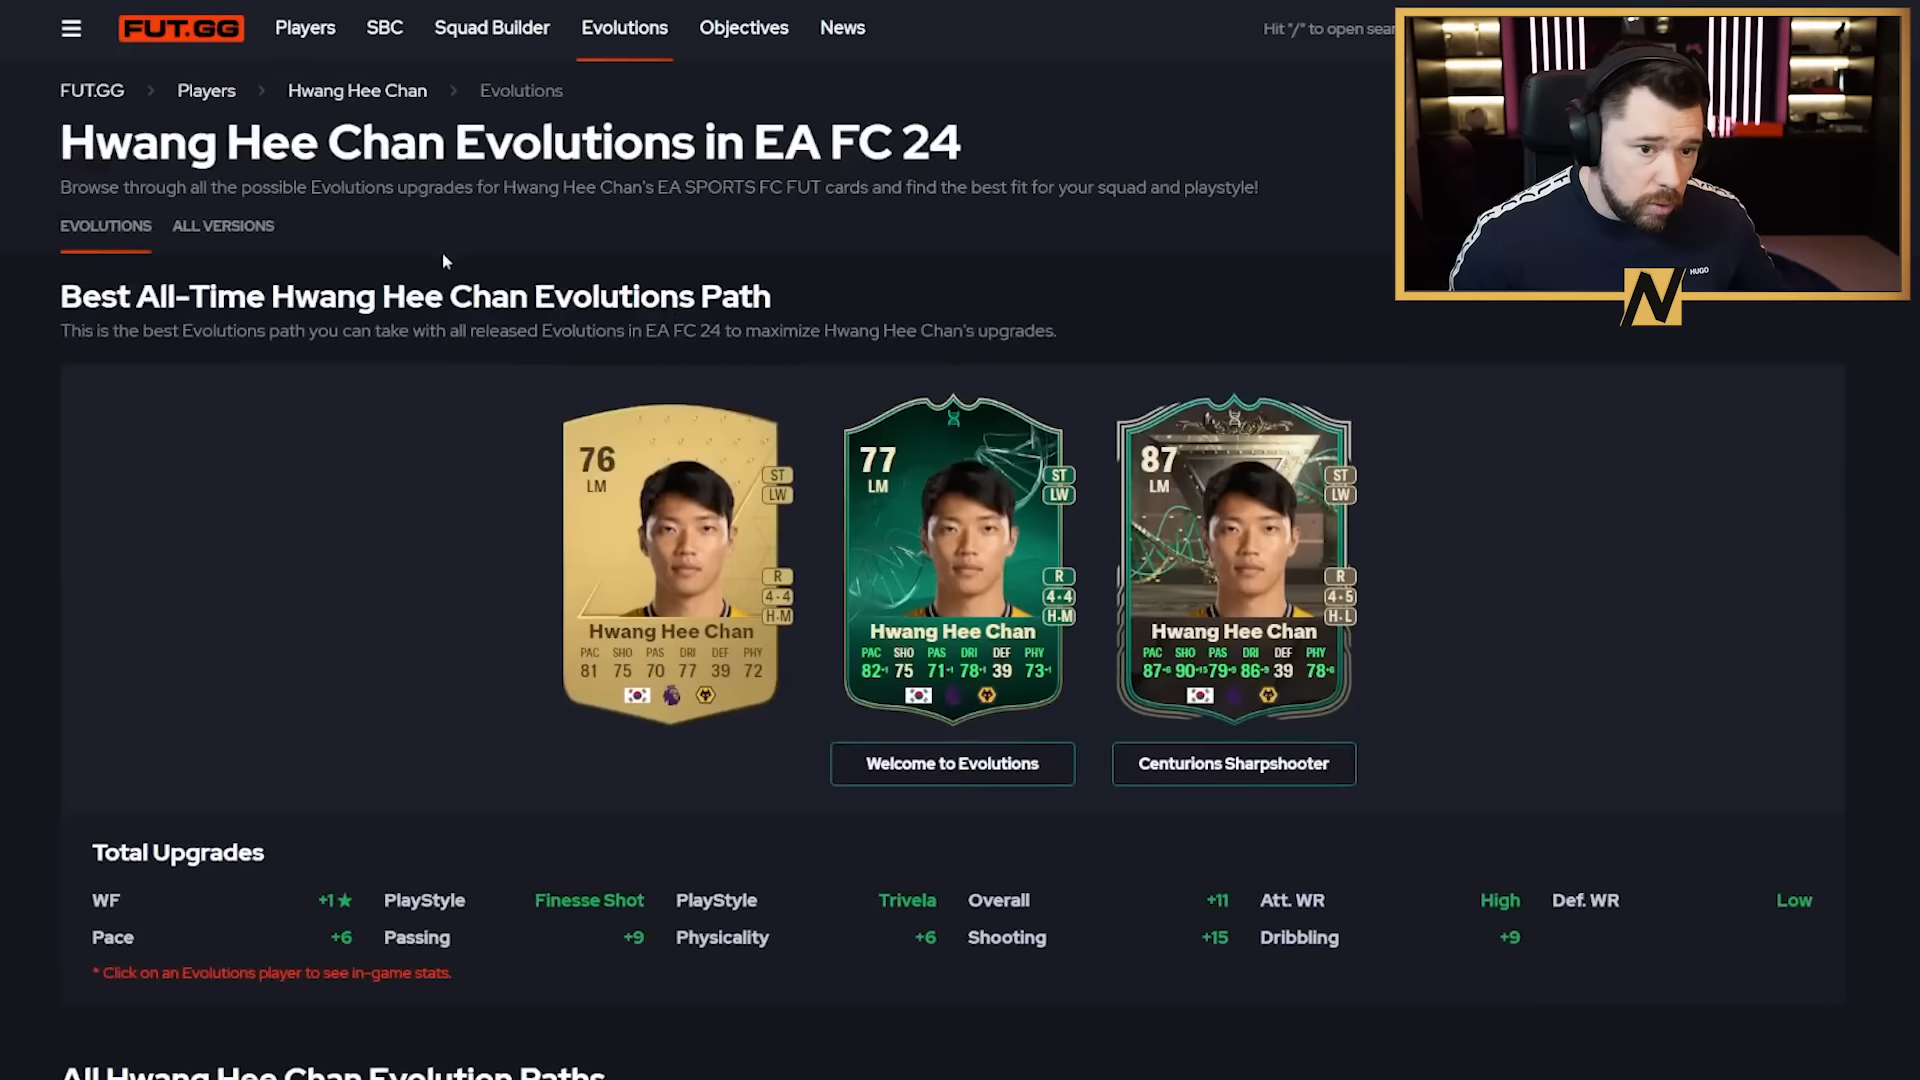 FUT.GG Players SBC Squad Builder Evolutions Objectives News Hit "/" to open sear
FUT.GG Players Hwang Hee Chan Evolutions
Hwang Hee Chan Evolutions in EA FC 24
Browse through all the possible Evolutions upgrades for Hwang Hee Chan's EA SPORTS FC FUT cards and find the best fit for your squad and playstyle!
EVOLUTIONS ALL VERSIONS
HUGO
N
Best All-Time Hwang Hee Chan Evolutions Path
This is the best Evolutions path you can take with all released Evolutions in EA FC 24 to maximize Hwang Hee Chan's upgrades.
76
LM
ST
LW
R
4-4
H-M
Hwang Hee Chan
PAC SHO PAS DRI DEF PHY
81 75 70 77 39 72
77
LM
ST
LW
R
4-4
H-M
Hwang Hee Chan
PAC SHO PAS DRI DEF PHY
82+1 75 71+1 78+1 39 73+1
87
LM
ST
LW
R
4-5
H-L
Hwang Hee Chan
PAC SHO PAS DRI DEF PHY
87+6 90+15 79+9 86+9 39 78+6
Welcome to Evolutions
Centurions Sharpshooter
Total Upgrades
WF +1★ PlayStyle Finesse Shot PlayStyle Trivela Overall +11 Att. WR High Def. WR Low
Pace +6 Passing +9 Physicality +6 Shooting +15 Dribbling +9
* Click on an Evolutions player to see in-game stats.
All Hwang Hee Chan Evolution Paths